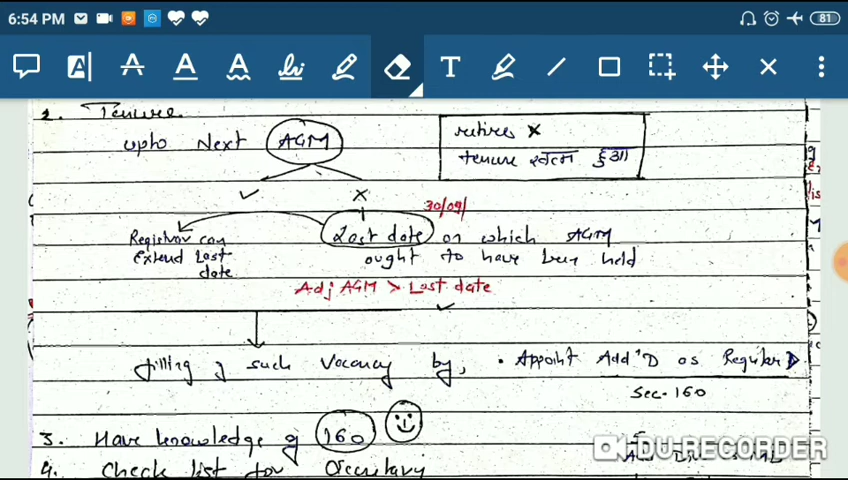 6:54 PM
81
2. Tenure
upto Next AGM
retire x
tenure खत्म हुआ
✓ x
30/09/
Registrar can
Extend Last
date
Last date on which AGM
ought to have been held
Adj AGM > Last date
✓
filling of such Vacancy by, • Appoint Add'D as Regular D
Sec. 160
3. Have knowledge of 160
DU RECORDER
4. Check list for